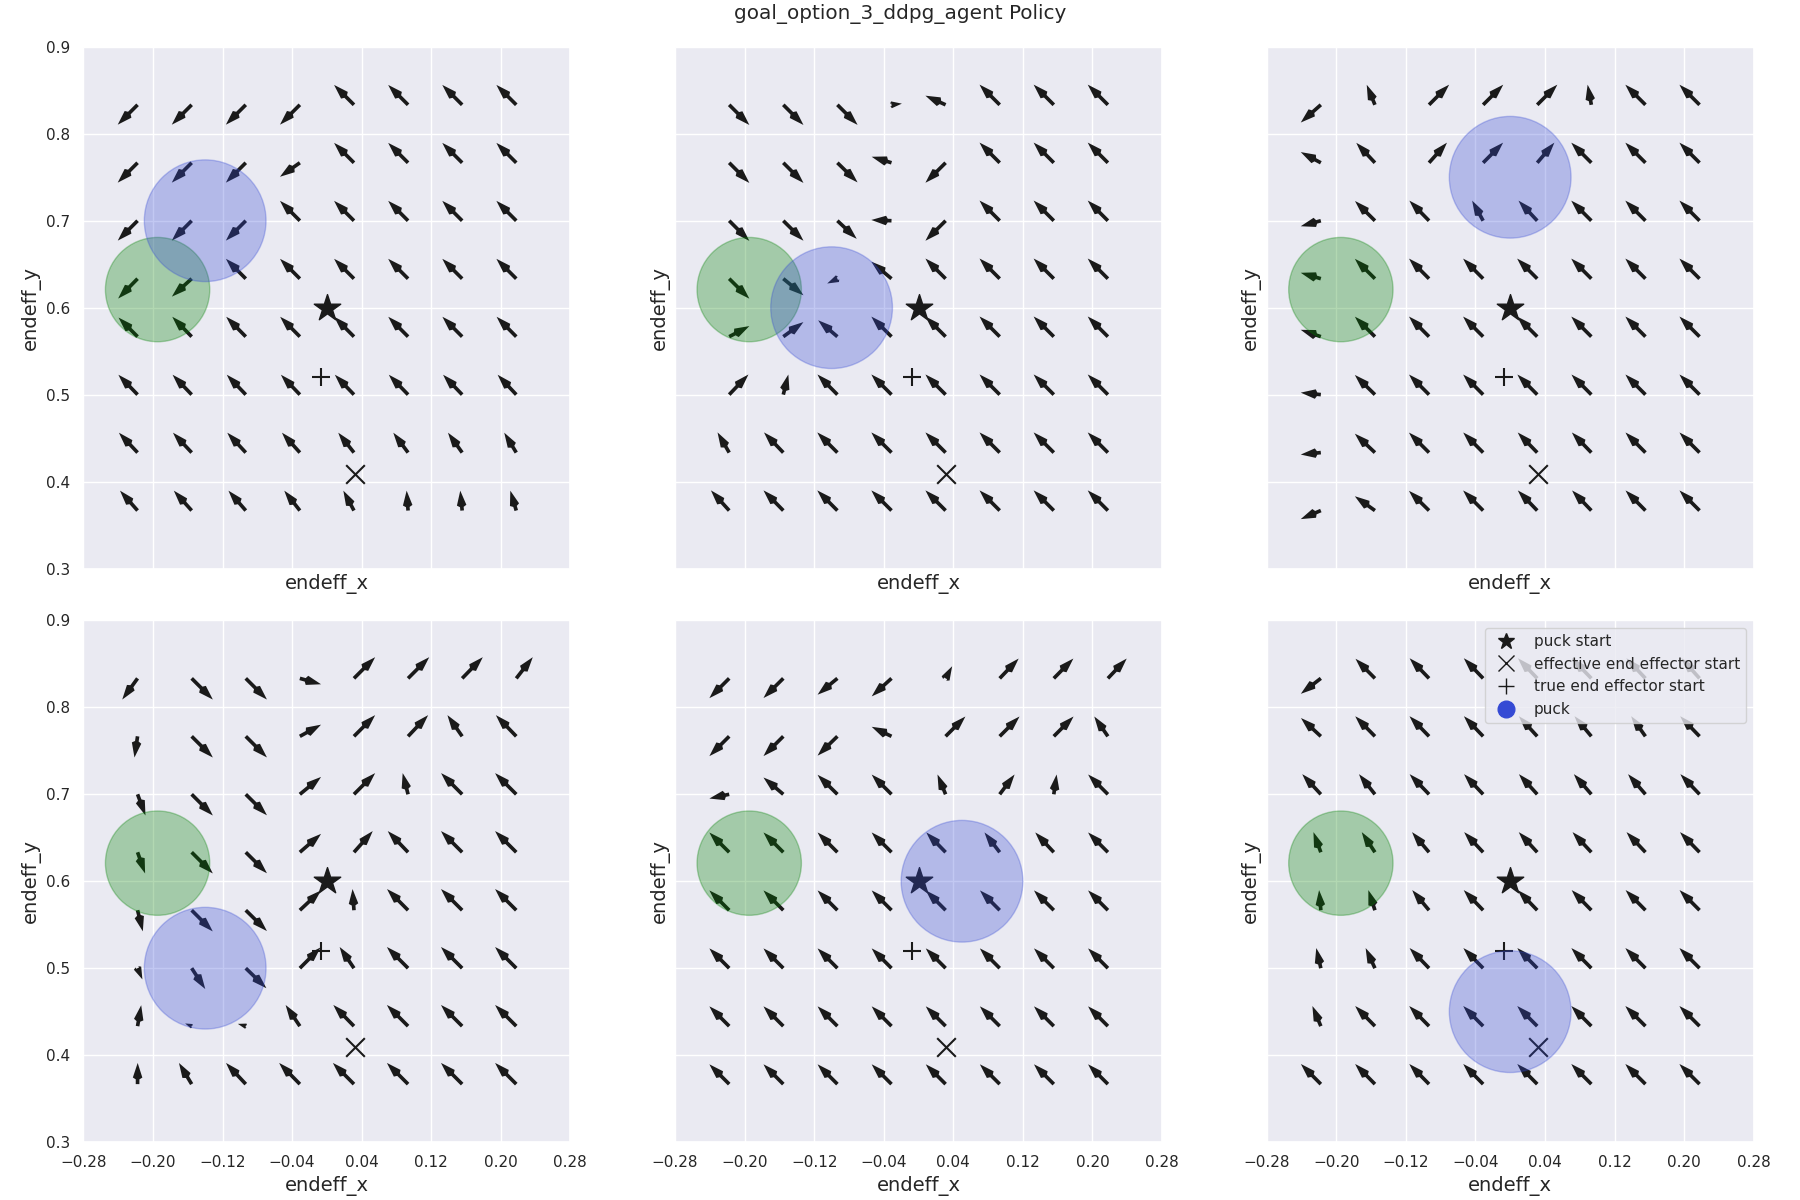 goal_option_3_ddpg_agent Policy
0.9
0.8
0.7
0.6
0.5
0.4
0.3
endeff_y
endeff_y
endeff_y
endeff_x
endeff_x
endeff_x
0.9
0.8
0.7
0.6
0.5
0.4
0.3
endeff_y
endeff_y
endeff_y
puck start
effective end effector start
true end effector start
puck
−0.28 −0.20 −0.12 −0.04 0.04 0.12 0.20 0.28
−0.28 −0.20 −0.12 −0.04 0.04 0.12 0.20 0.28
−0.28 −0.20 −0.12 −0.04 0.04 0.12 0.20 0.28
endeff_x
endeff_x
endeff_x